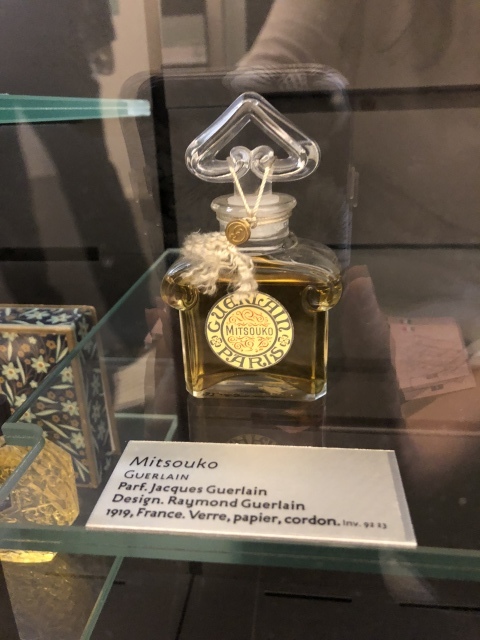 GUERLAIN
MITSOUKO
PARIS
Mitsouko
GUERLAIN
Parf. Jacques Guerlain
Design. Raymond Guerlain
1919, France. Verre, papier, cordon. Inv. 92 23